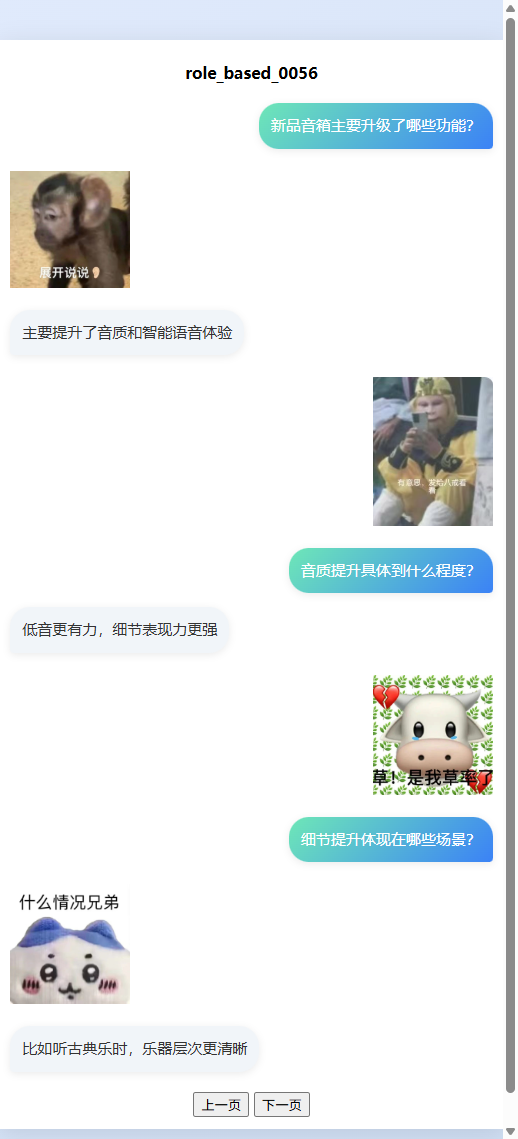 role_based_0056
新品音箱主要升级了哪些功能？
展开说说👂🏻
主要提升了音质和智能语音体验
有意思，发给八戒看
看
音质提升具体到什么程度？
低音更有力，细节表现力更强
草！是我草率了
细节提升体现在哪些场景？
什么情况兄弟
比如听古典乐时，乐器层次更清晰
上一页 下一页